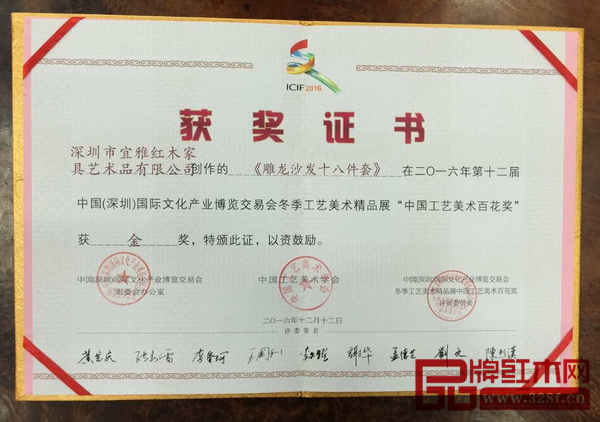 ICIF 2016
获奖证书
深圳市宜雅红木家
具艺术品有限公司创作的 《雕龙沙发十八件套》 在二〇一六年第十二届
中国(深圳)国际文化产业博览交易会冬季工艺美术精品展“中国工艺美术百花奖”
获 金 奖，特颁此证，以资鼓励。
中国(深圳)国际文化产业博览交易会
组委会办公室
中国工艺美术学会
中国(深圳)国际文化产业博览交易会
冬季工艺美术精品展中国工艺美术百花奖
评审委员会
二〇一六年十二月十二日
评委签名
品牌红木网
www.328f.cn